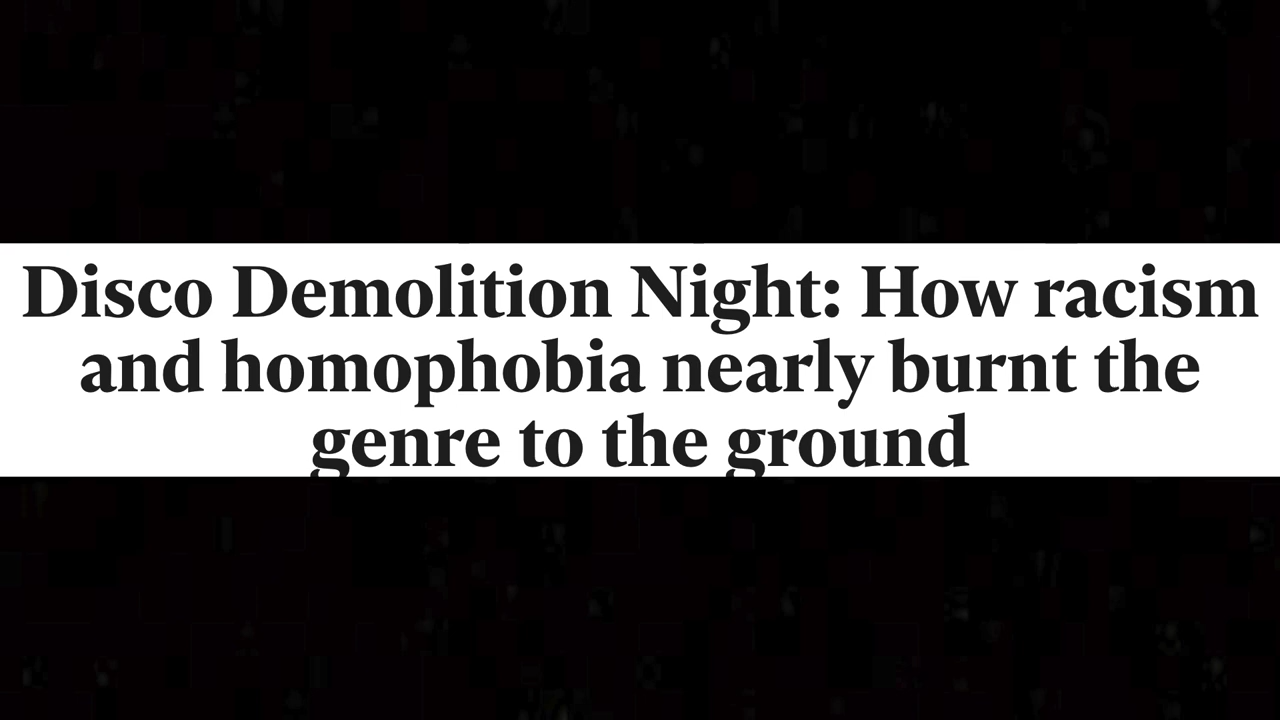 Disco Demolition Night: How racism
and homophobia nearly burnt the
genre to the ground